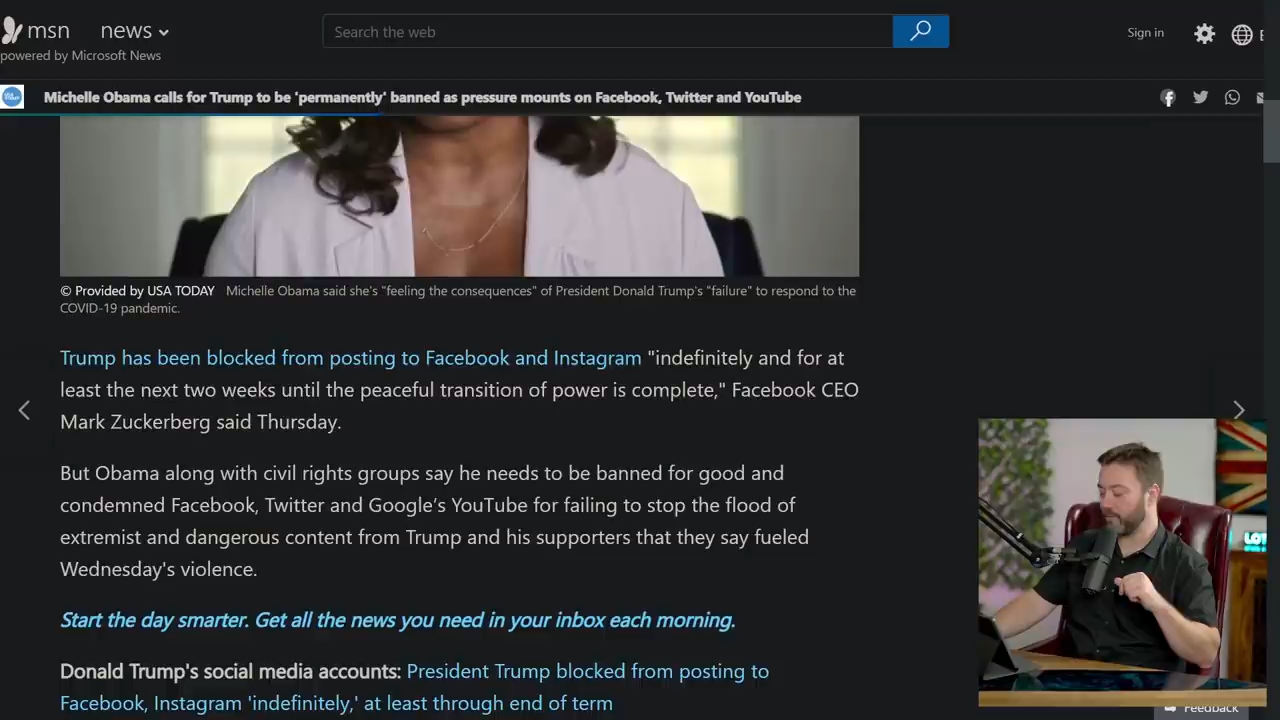 msn
news
Search the web
Sign in
powered by Microsoft News
Michelle Obama calls for Trump to be 'permanently' banned as pressure mounts on Facebook, Twitter and YouTube
© Provided by USA TODAY Michelle Obama said she's "feeling the consequences" of President Donald Trump's "failure" to respond to the
COVID-19 pandemic.
Trump has been blocked from posting to Facebook and Instagram "indefinitely and for at
least the next two weeks until the peaceful transition of power is complete," Facebook CEO
Mark Zuckerberg said Thursday.
But Obama along with civil rights groups say he needs to be banned for good and
condemned Facebook, Twitter and Google's YouTube for failing to stop the flood of
extremist and dangerous content from Trump and his supporters that they say fueled
Wednesday's violence.
Start the day smarter. Get all the news you need in your inbox each morning.
Donald Trump's social media accounts: President Trump blocked from posting to
Facebook, Instagram 'indefinitely,' at least through end of term
Feedback